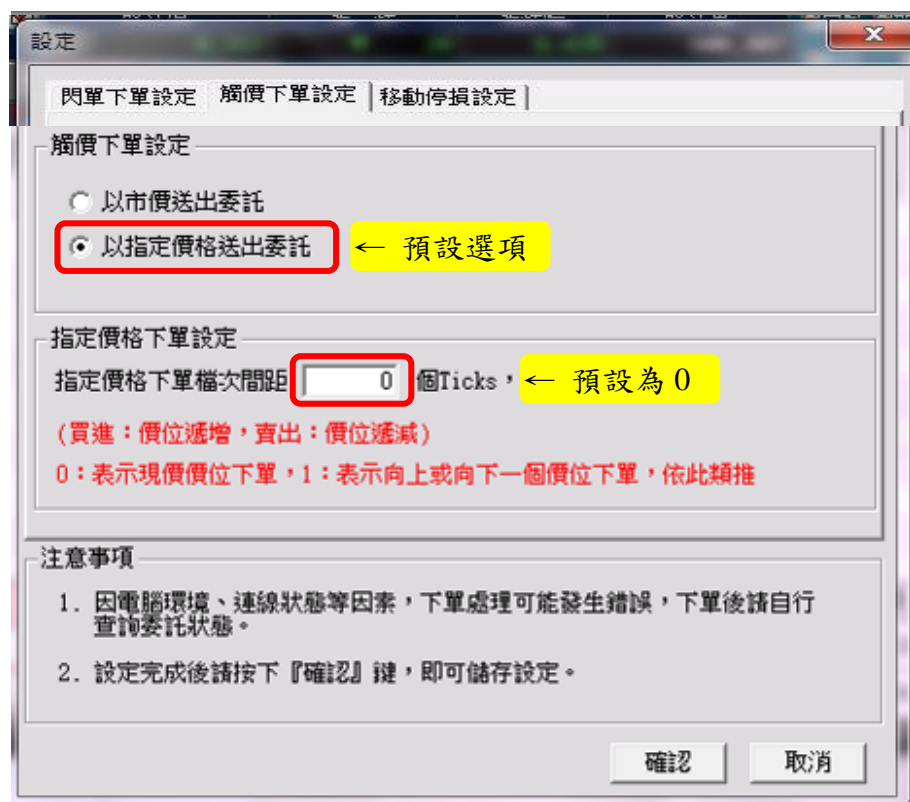 設定
閃單下單設定 觸價下單設定 移動停損設定
觸價下單設定
以市價送出委託
以指定價格送出委託 ← 預設選項
指定價格下單設定
指定價格下單檔次間距 0 個Ticks， ← 預設為 0
(買進：價位遞增，賣出：價位遞減)
0：表示現價價位下單，1：表示向上或向下一個價位下單，依此類推
注意事項
1. 因電腦環境、連線狀態等因素，下單處理可能發生錯誤，下單後請自行
查詢委託狀態。
2. 設定完成後請按下『確認』鍵，即可儲存設定。
確認 取消